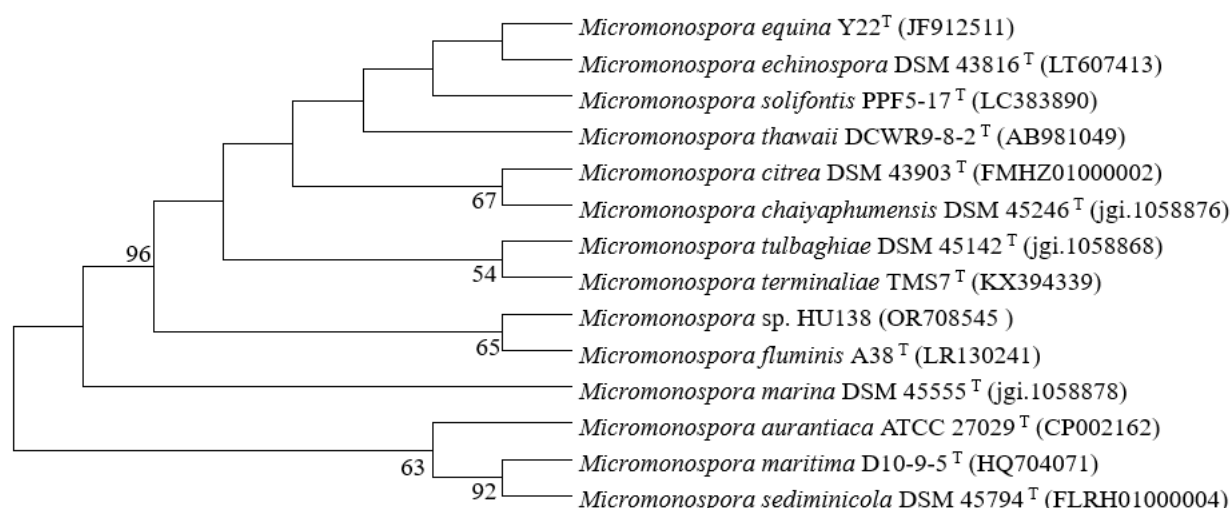 Micromonospora equina Y22T (JF912511)
Micromonospora echinospora DSM 43816 T (LT607413)
Micromonospora solifontis PPF5-17 T (LC383890)
Micromonospora thawaii DCWR9-8-2 T (AB981049)
Micromonospora citrea DSM 43903 T (FMHZ01000002)
67
Micromonospora chaiyaphumensis DSM 45246 T (jgi.1058876)
Micromonospora tulbaghiae DSM 45142 T (jgi.1058868)
96
54
Micromonospora terminaliae TMS7 T (KX394339)
Micromonospora sp. HU138 (OR708545 )
65
Micromonospora fluminis A38 T (LR130241)
Micromonospora marina DSM 45555 T (jgi.1058878)
Micromonospora aurantiaca ATCC 27029 T (CP002162)
63
Micromonospora maritima D10-9-5 T (HQ704071)
92
Micromonospora sediminicola DSM 45794 T (FLRH01000004)